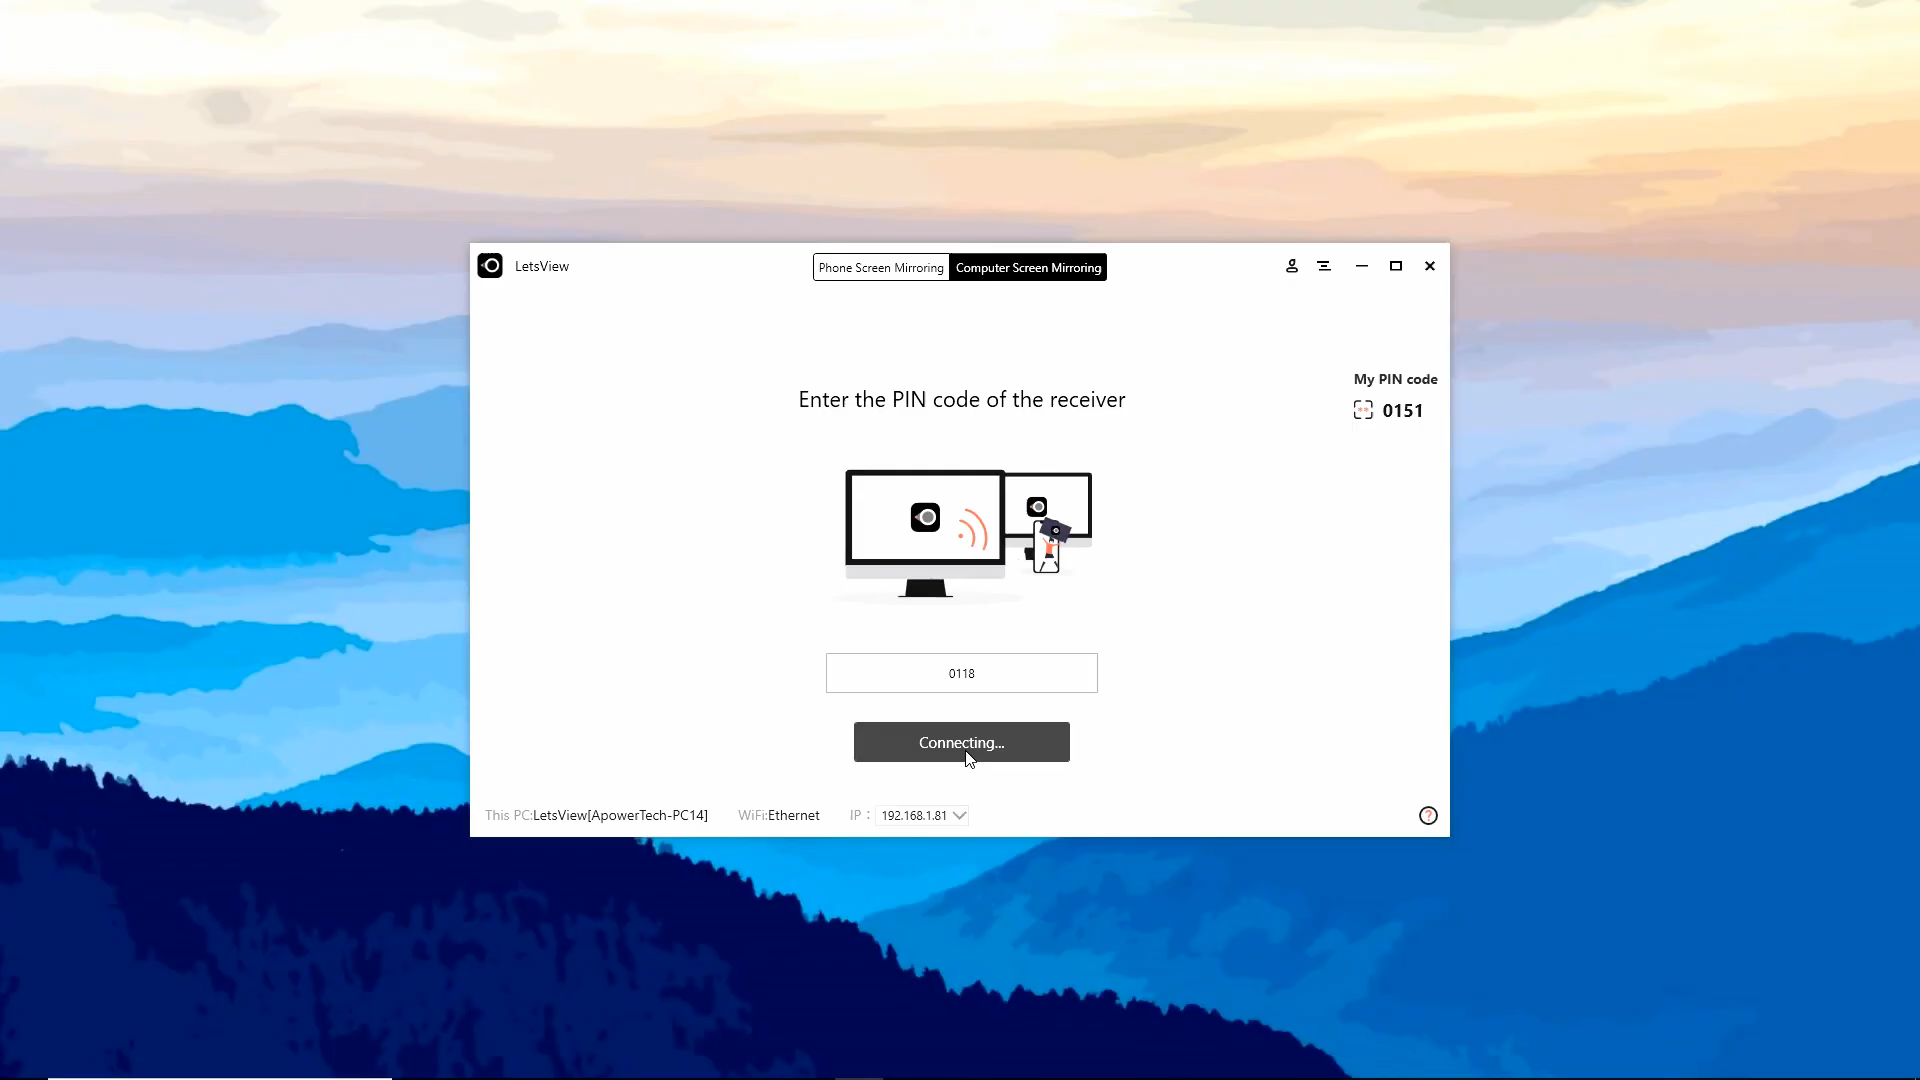 LetsView
Phone Screen Mirroring
Computer Screen Mirroring
My PIN code
0151
Enter the PIN code of the receiver
0118
Connecting...
This PC:LetsView[ApowerTech-PC14]
WiFi:Ethernet
IP : 192.168.1.81
?